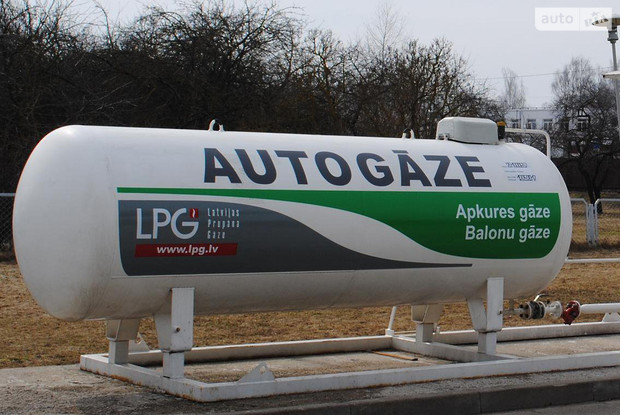 AUTOGĀZE
LPG
Latvijas
Propāna
Gāze
www.lpg.lv
Apkures gāze
Balonu gāze
auto